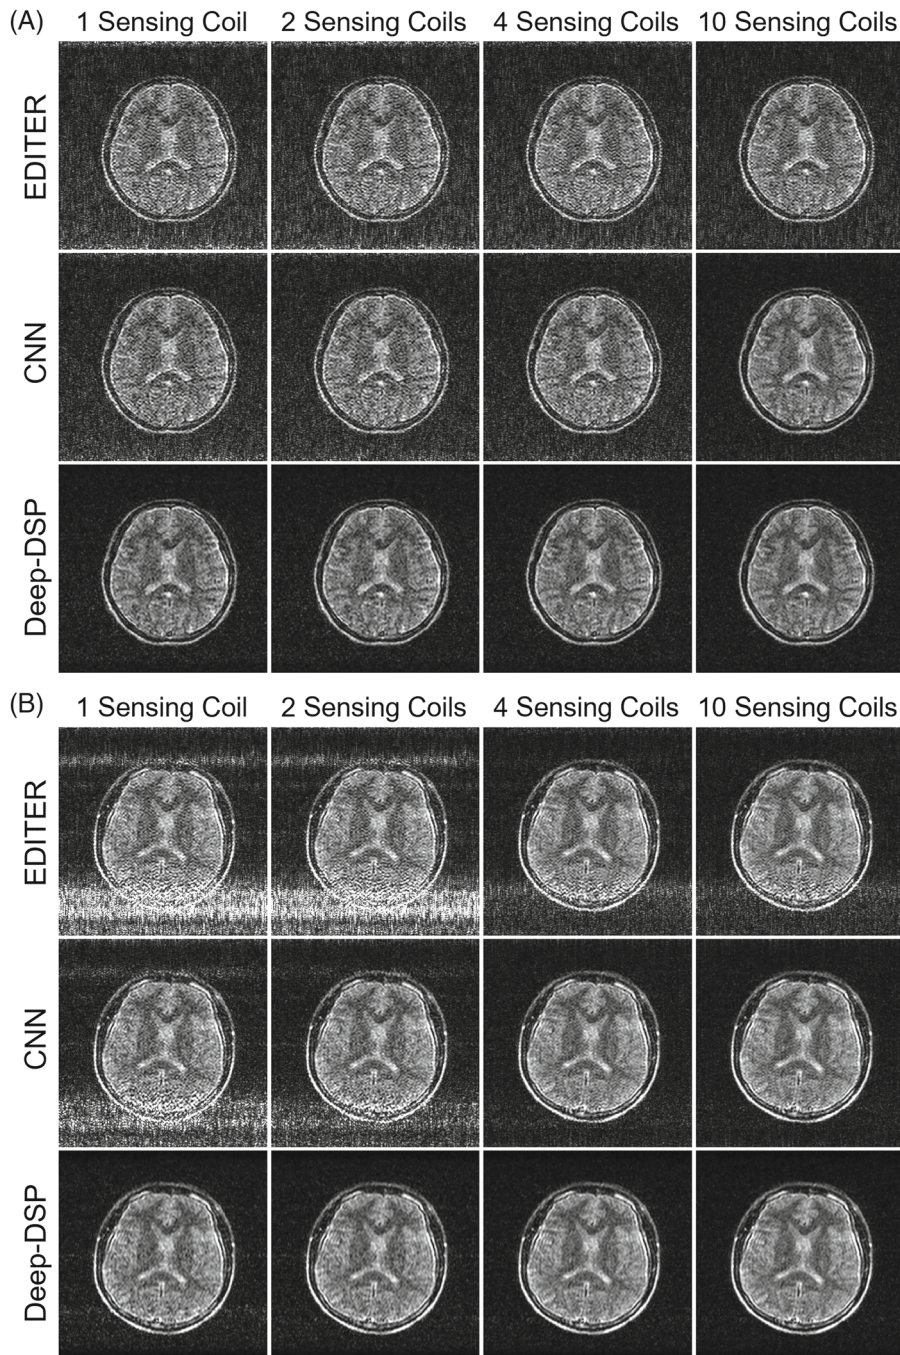 (A) 1 Sensing Coil 2 Sensing Coils 4 Sensing Coils 10 Sensing Coils
EDITER
CNN
Deep-DSP
(B) 1 Sensing Coil 2 Sensing Coils 4 Sensing Coils 10 Sensing Coils
EDITER
CNN
Deep-DSP